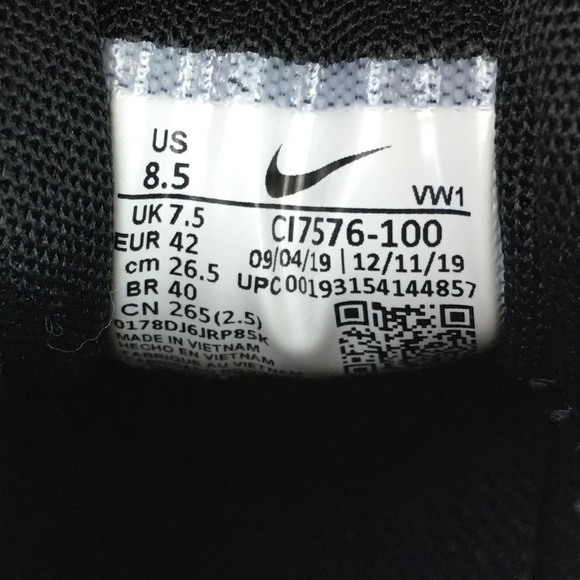 US
8.5
VW1
UK 7.5
EUR 42
cm 26.5
BR 40
CN 265(2.5)
CI7576-100
09/04/19 | 12/11/19
UPC 00193154144857
0178DJ6JRP85K
MADE IN VIETNAM
HECHO EN VIETNAM
FABRIQUE AU VIETNAM